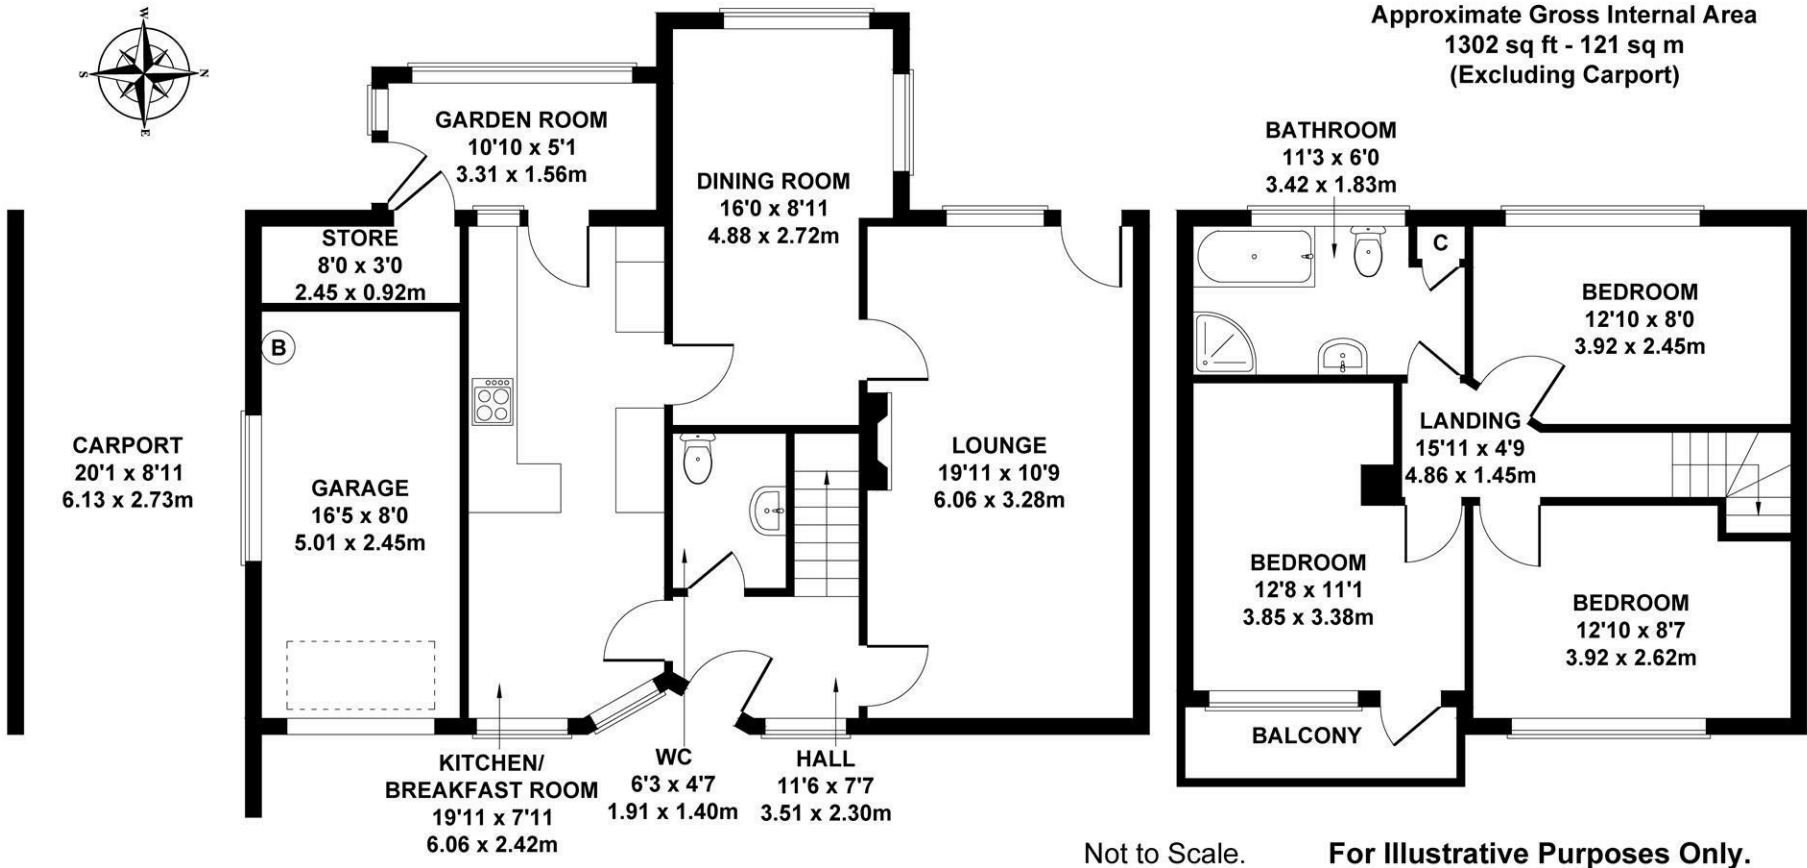 Approximate Gross Internal Area
1302 sq ft - 121 sq m
(Excluding Carport)
W
S
N
E
GARDEN ROOM
10'10 x 5'1
3.31 x 1.56m
DINING ROOM
16'0 x 8'11
4.88 x 2.72m
STORE
8'0 x 3'0
2.45 x 0.92m
B
CARPORT
20'1 x 8'11
6.13 x 2.73m
GARAGE
16'5 x 8'0
5.01 x 2.45m
LOUNGE
19'11 x 10'9
6.06 x 3.28m
KITCHEN/
BREAKFAST ROOM
19'11 x 7'11
6.06 x 2.42m
WC
6'3 x 4'7
1.91 x 1.40m
HALL
11'6 x 7'7
3.51 x 2.30m
BATHROOM
11'3 x 6'0
3.42 x 1.83m
C
BEDROOM
12'10 x 8'0
3.92 x 2.45m
LANDING
15'11 x 4'9
4.86 x 1.45m
BEDROOM
12'8 x 11'1
3.85 x 3.38m
BEDROOM
12'10 x 8'7
3.92 x 2.62m
BALCONY
Not to Scale.
For Illustrative Purposes Only.